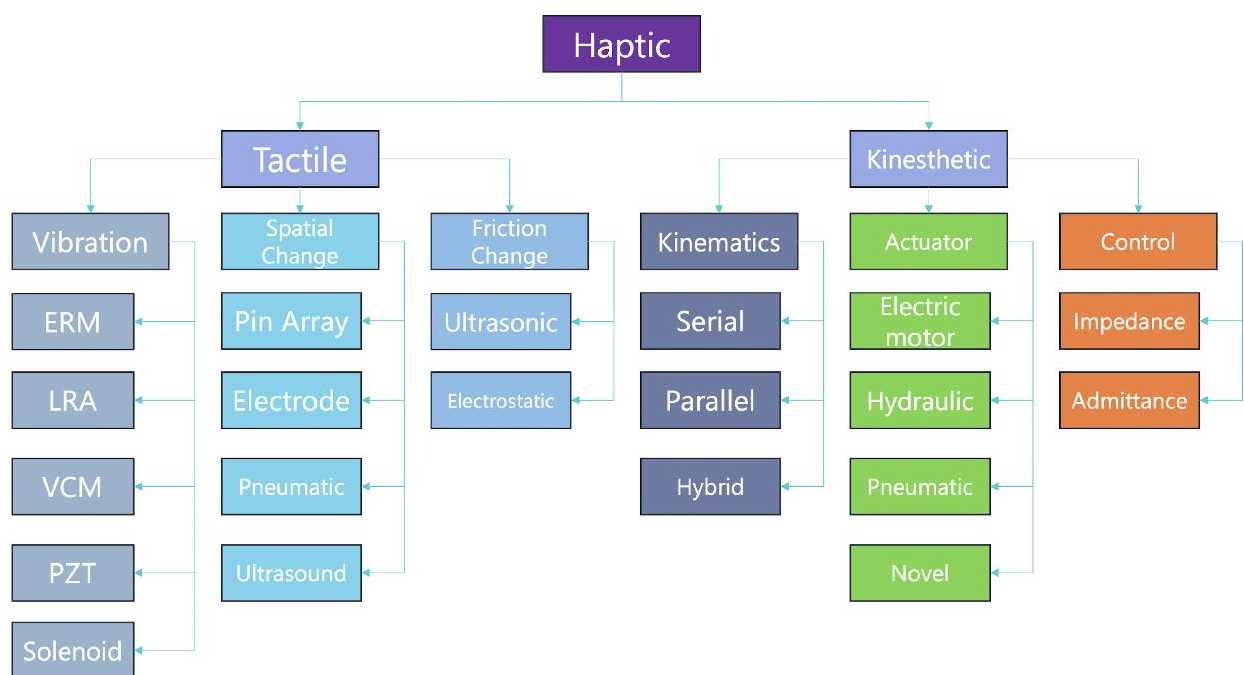 Haptic
Tactile
Kinesthetic
Vibration
Spatial
Change
Friction
Change
Kinematics
Actuator
Control
ERM
Pin Array
Ultrasonic
Serial
Electric
motor
Impedance
LRA
Electrode
Electrostatic
Parallel
Hydraulic
Admittance
VCM
Pneumatic
Hybrid
Pneumatic
PZT
Ultrasound
Novel
Solenoid